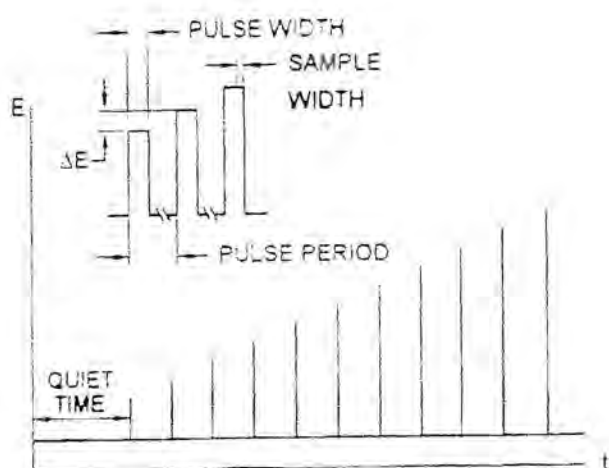 PULSE WIDTH
SAMPLE
WIDTH
E
ΔE
PULSE PERIOD
QUIET
TIME
t